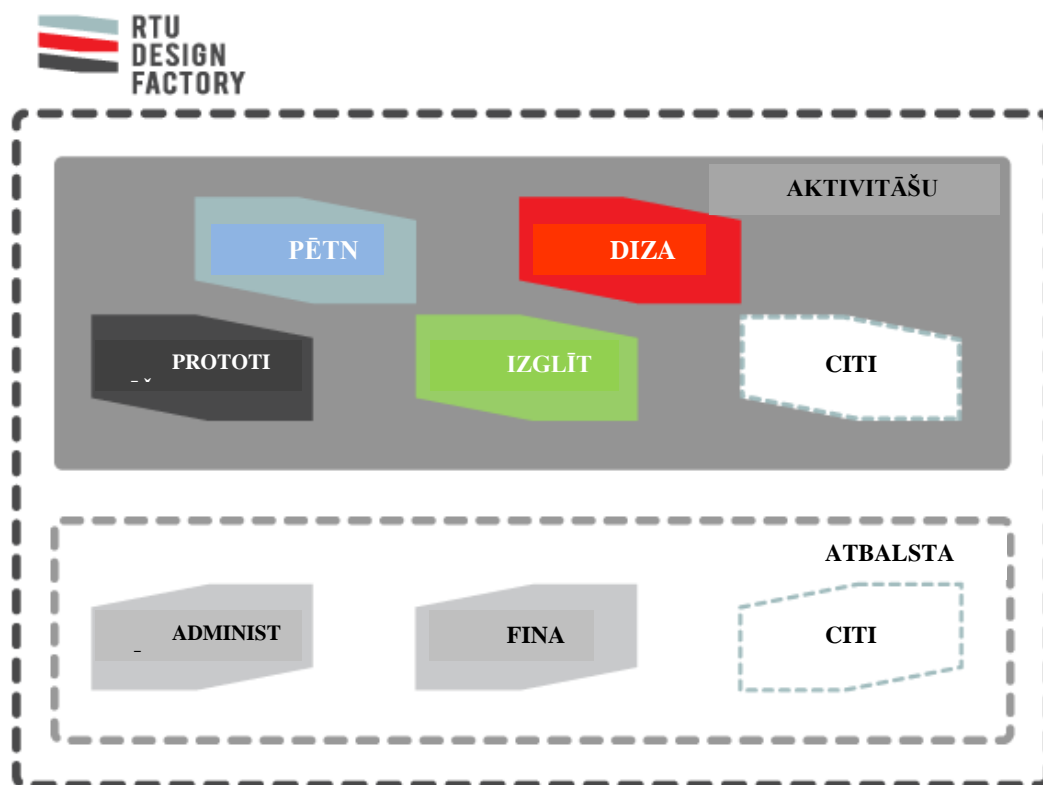 RTU
DESIGN
FACTORY
AKTIVITĀŠU
PĒTN
DIZA
PROTOTI
IZGLĪT
CITI
ATBALSTA
ADMINIST
FINA
CITI